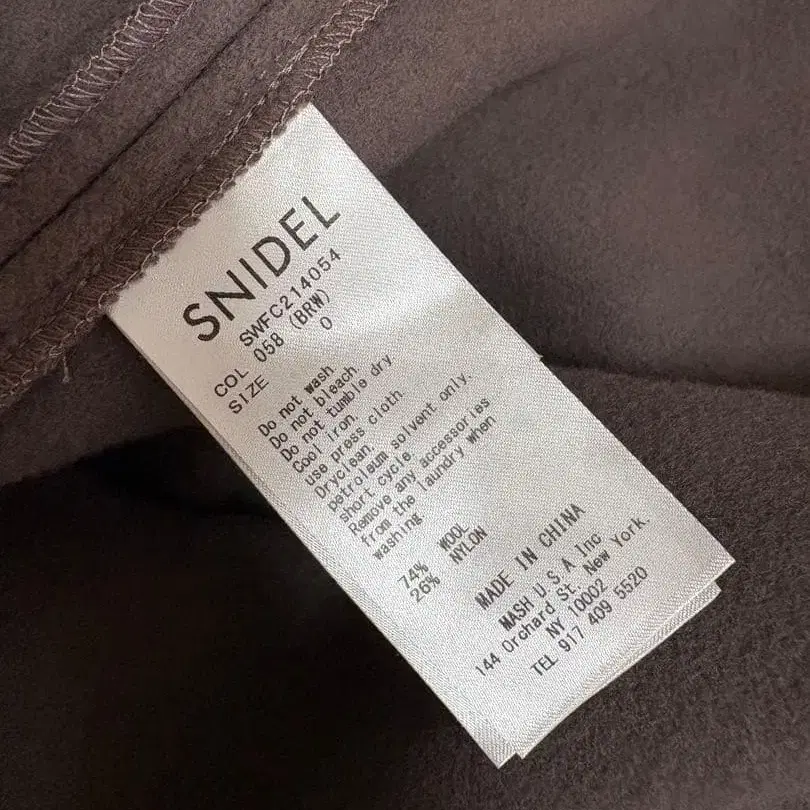 SNIDEL
SWFC214054
COL 058 (BRW)
SIZE 0
Do not wash
Do not bleach
Do not tumble dry.
Cool iron.
use press cloth
Dryclean.
petroleum solvent only.
short cycle
Remove any accessories
from the laundry when
washing
74% WOOL
26% NYLON
MADE IN CHINA
MASH U.S.A Inc
144 Orchard St. New York.
NY 10002
TEL 917 409 5520